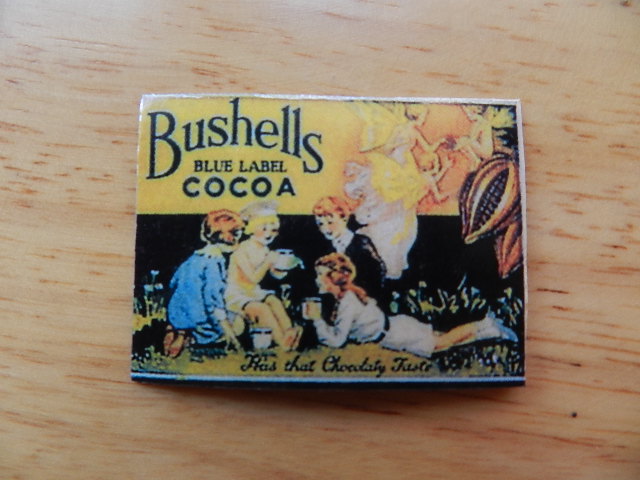 Bushells
BLUE LABEL
COCOA
Has that Chocolaty Taste